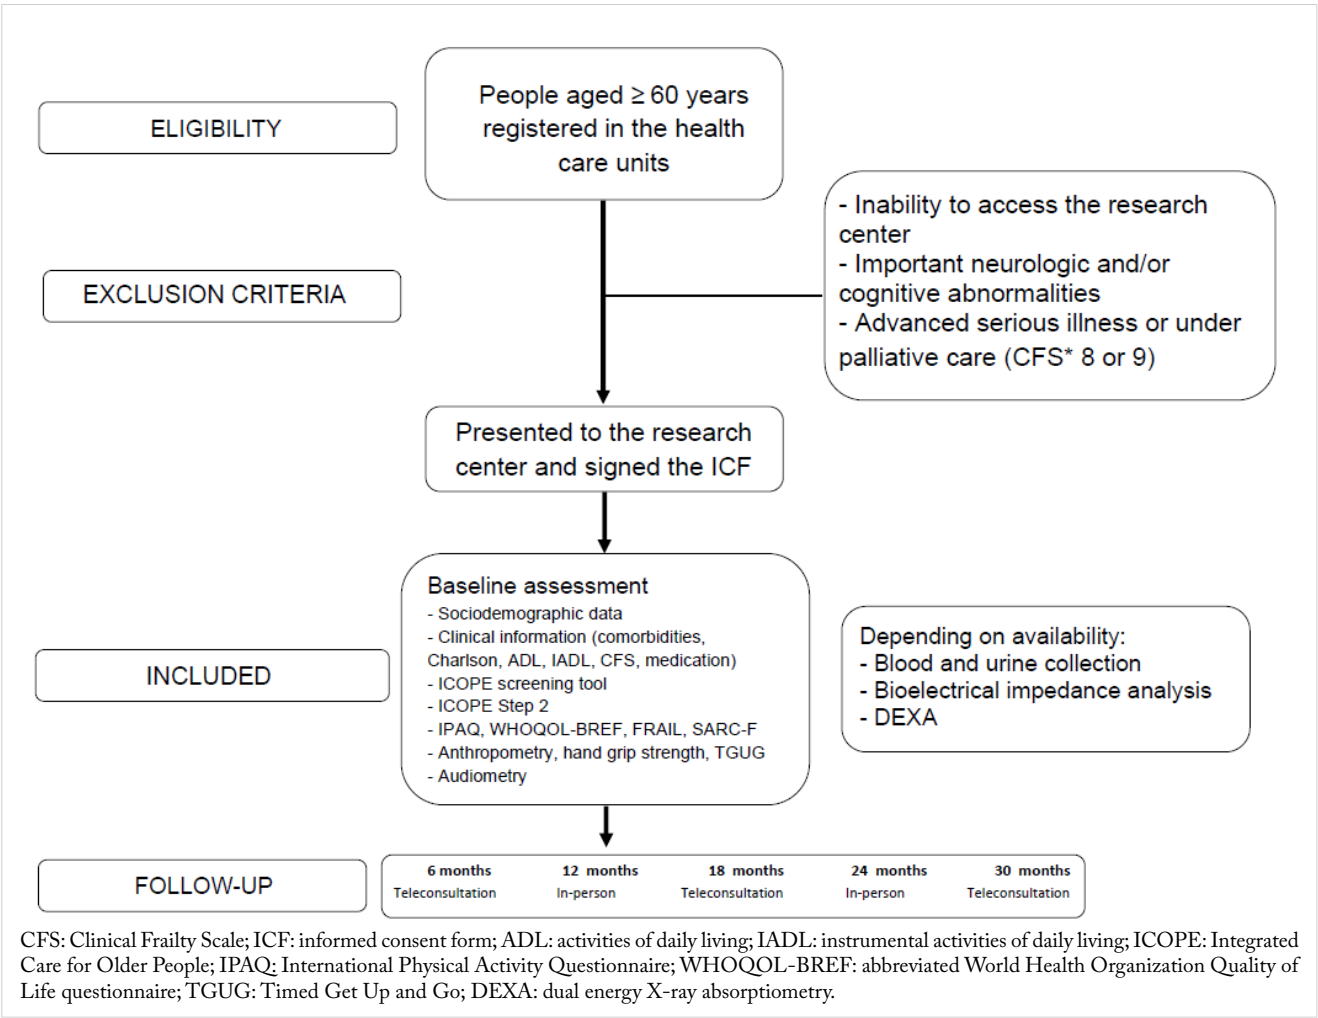 ELIGIBILITY
People aged ≥ 60 years
registered in the health
care units
EXCLUSION CRITERIA
- Inability to access the research
center
- Important neurologic and/or
cognitive abnormalities
- Advanced serious illness or under
palliative care (CFS* 8 or 9)
Presented to the research
center and signed the ICF
INCLUDED
Baseline assessment
- Sociodemographic data
- Clinical information (comorbidities,
Charlson, ADL, IADL, CFS, medication)
- ICOPE screening tool
- ICOPE Step 2
- IPAQ, WHOQOL-BREF, FRAIL, SARC-F
- Anthropometry, hand grip strength, TGUG
- Audiometry
Depending on availability:
- Blood and urine collection
- Bioelectrical impedance analysis
- DEXA
FOLLOW-UP
6 months 12 months 18 months 24 months 30 months
Teleconsultation In-person Teleconsultation In-person Teleconsultation
CFS: Clinical Frailty Scale; ICF: informed consent form; ADL: activities of daily living; IADL: instrumental activities of daily living; ICOPE: Integrated
Care for Older People; IPAQ: International Physical Activity Questionnaire; WHOQOL-BREF: abbreviated World Health Organization Quality of
Life questionnaire; TGUG: Timed Get Up and Go; DEXA: dual energy X-ray absorptiometry.